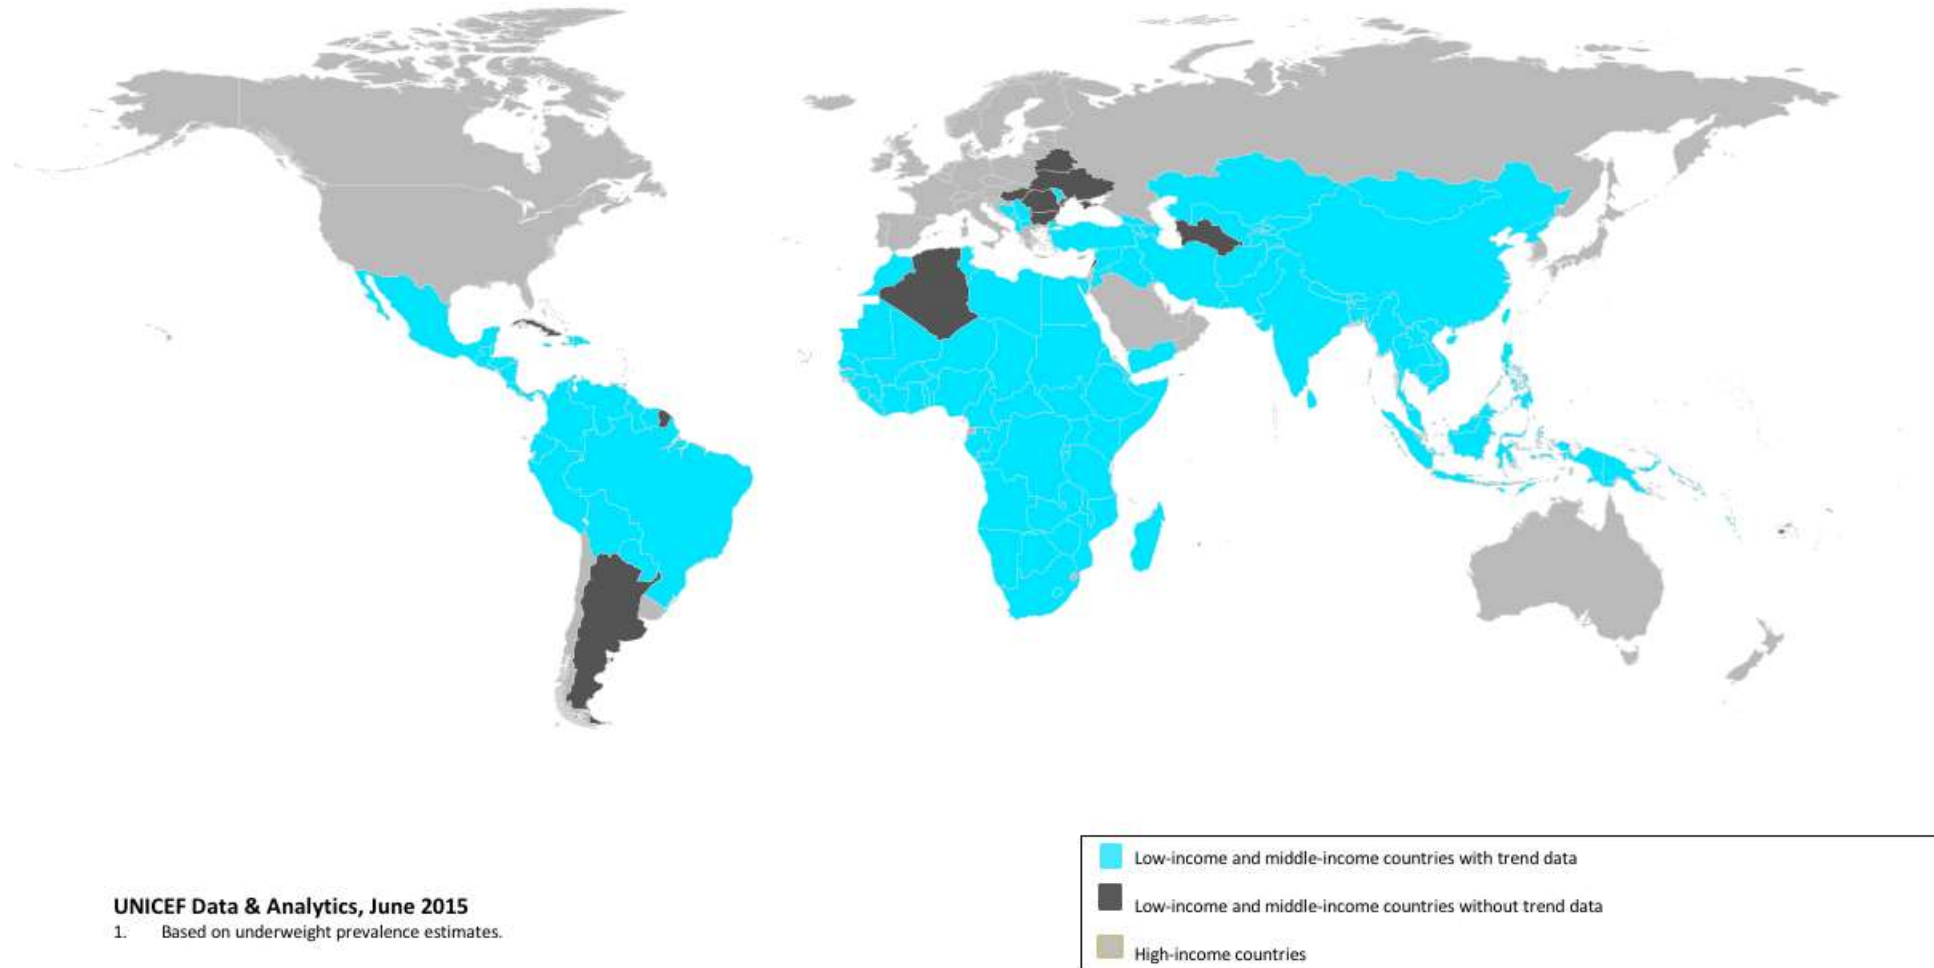 Low-income and middle-income countries with trend data
Low-income and middle-income countries without trend data
High-income countries
UNICEF Data & Analytics, June 2015
1. Based on underweight prevalence estimates.